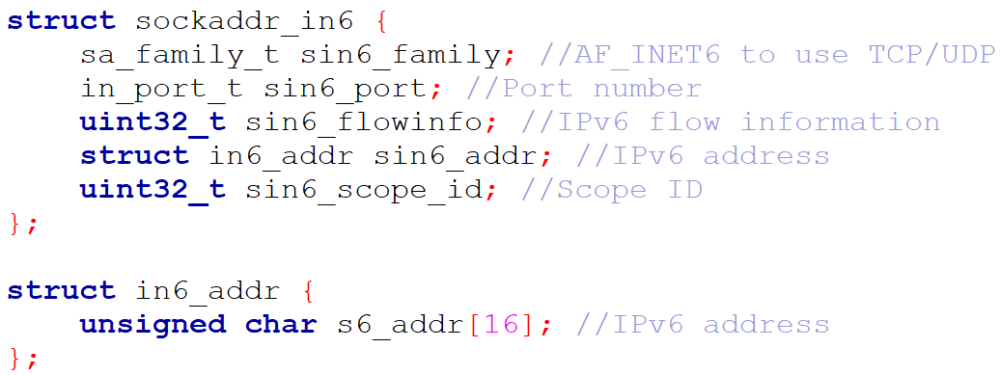 struct sockaddr_in6 {
    sa_family_t sin6_family; //AF_INET6 to use TCP/UDP
    in_port_t sin6_port; //Port number
    uint32_t sin6_flowinfo; //IPv6 flow information
    struct in6_addr sin6_addr; //IPv6 address
    uint32_t sin6_scope_id; //Scope ID
};

struct in6_addr {
    unsigned char s6_addr[16]; //IPv6 address
};